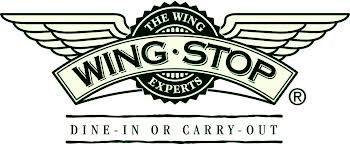 THE WING
WING·STOP
EXPERTS
®
DINE-IN OR CARRY-OUT